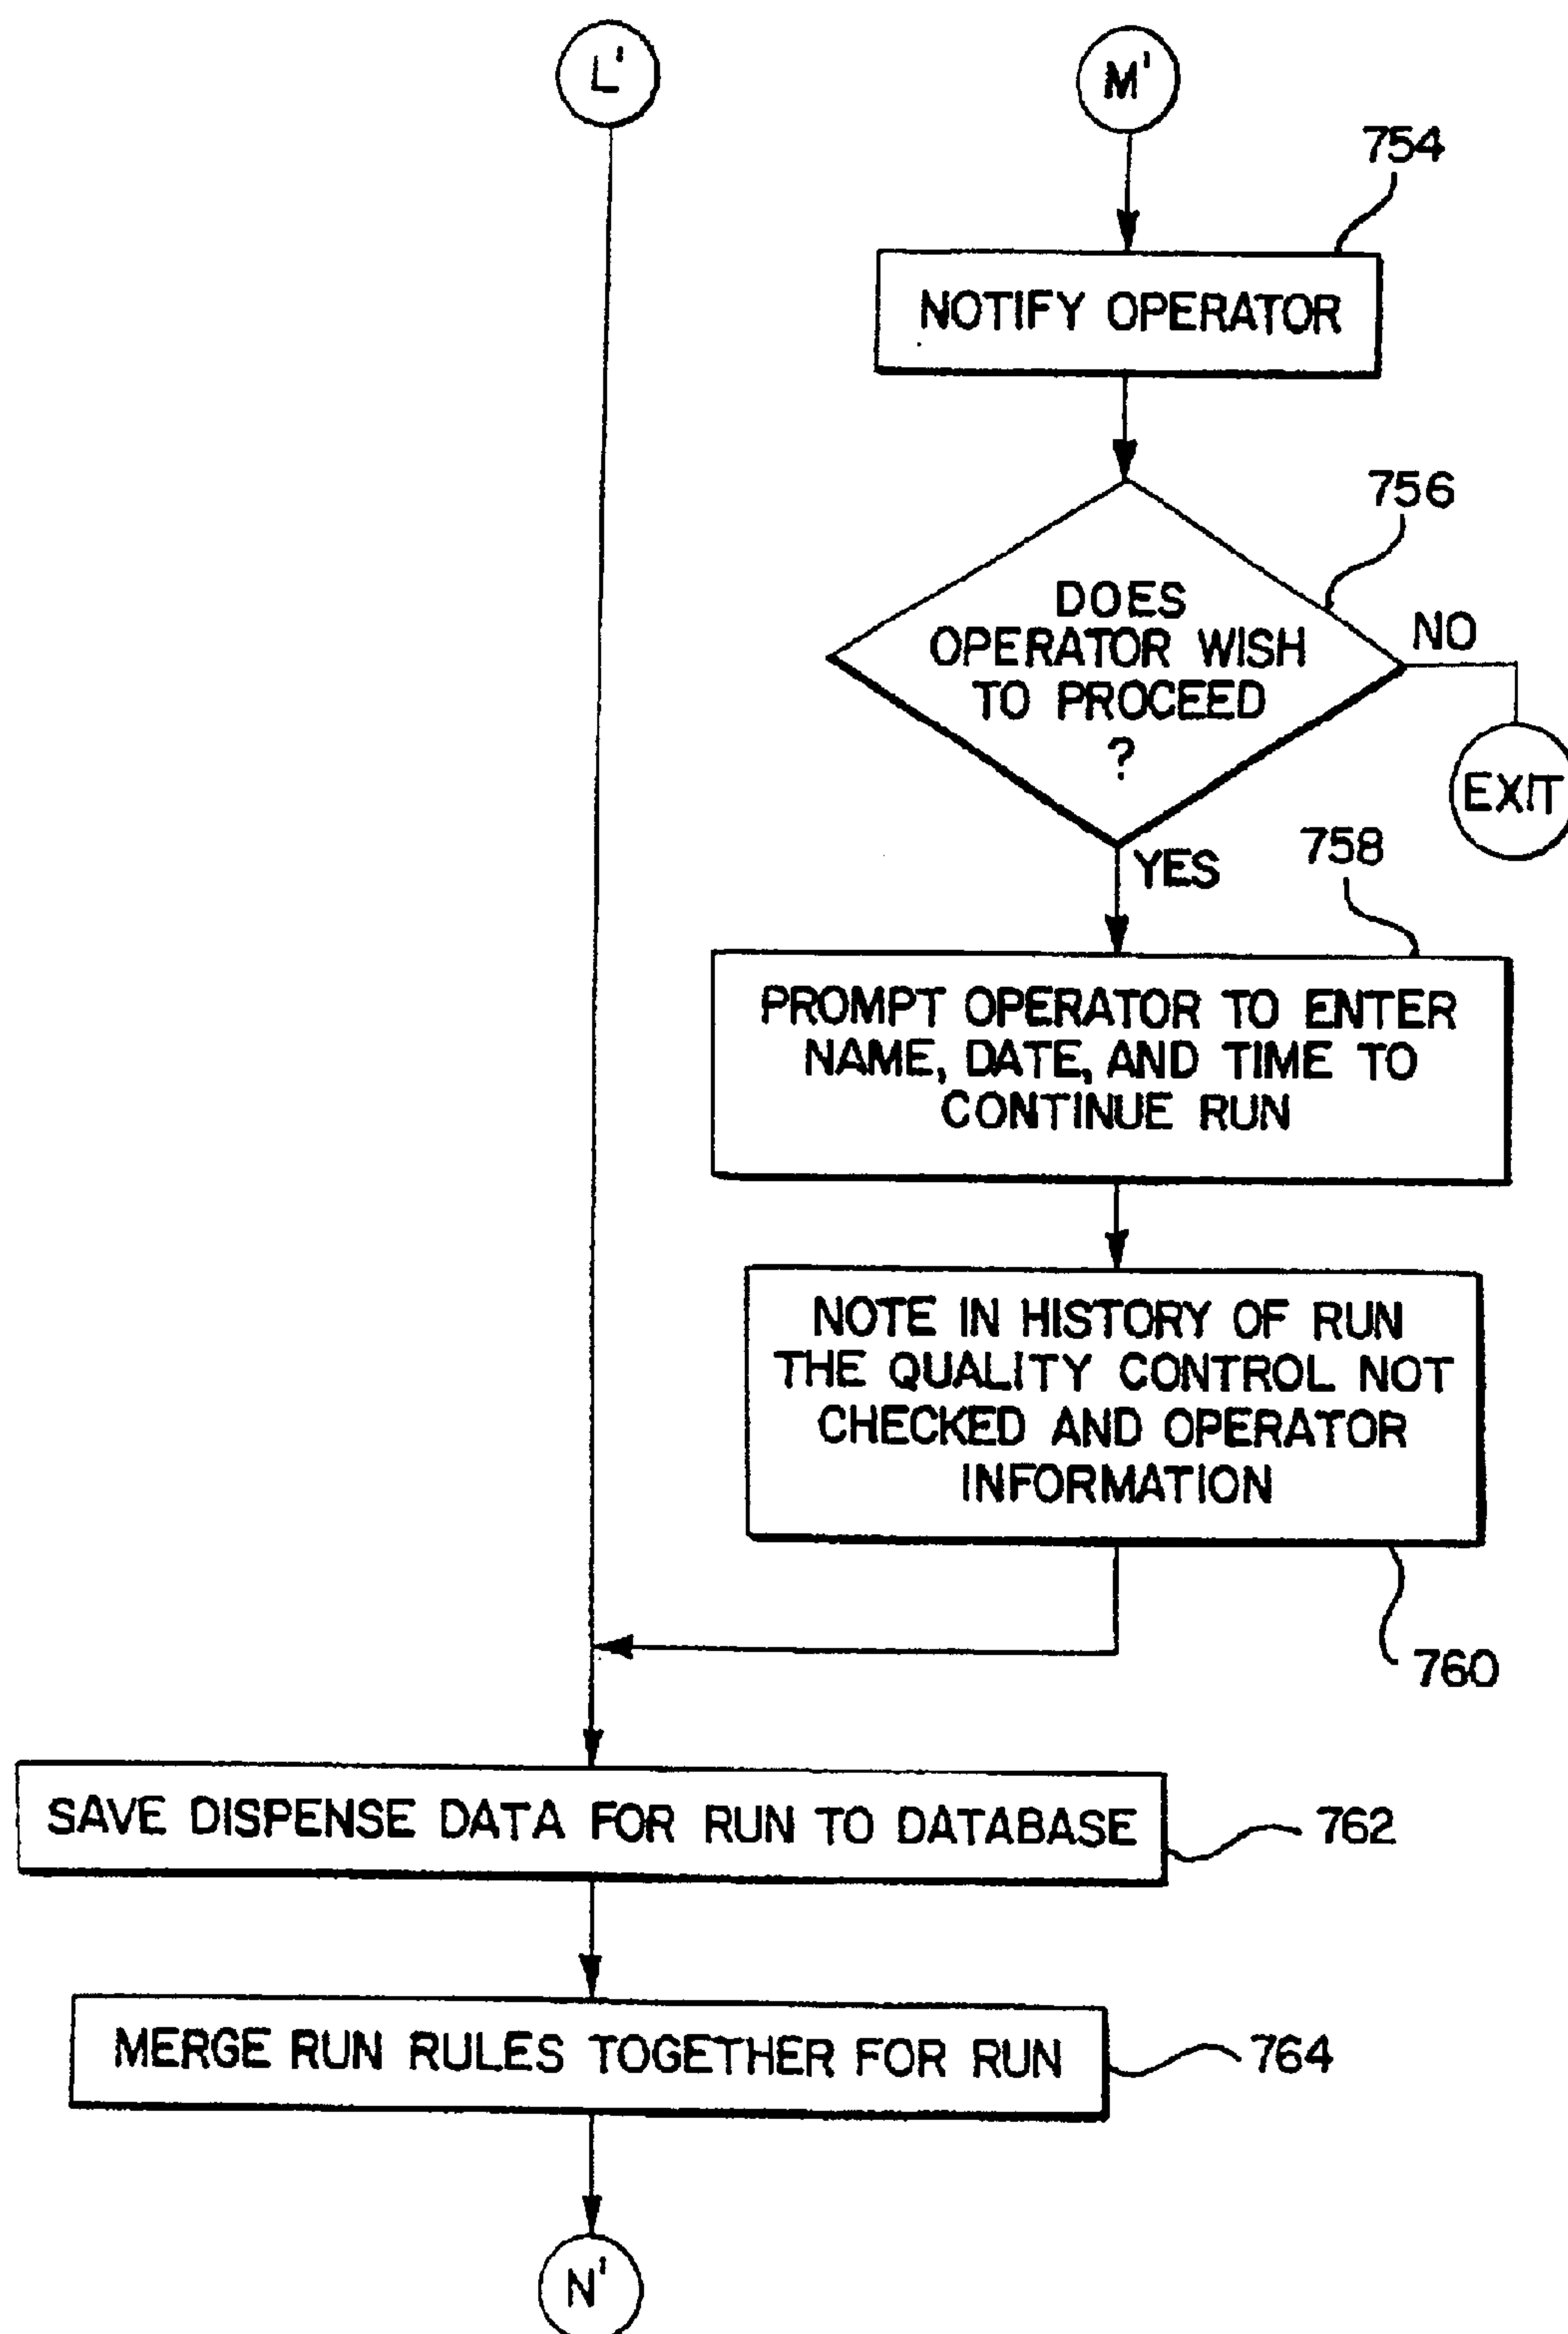 L'
M'
754
NOTIFY OPERATOR
756
DOES
OPERATOR WISH
TO PROCEED
?
NO
EXIT
YES
758
PROMPT OPERATOR TO ENTER
NAME, DATE, AND TIME TO
CONTINUE RUN
NOTE IN HISTORY OF RUN
THE QUALITY CONTROL NOT
CHECKED AND OPERATOR
INFORMATION
760
SAVE DISPENSE DATA FOR RUN TO DATABASE
762
MERGE RUN RULES TOGETHER FOR RUN
764
N'